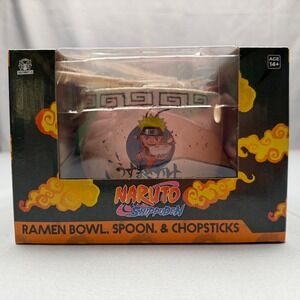 AGE
14+
NARUTO
SHIPPUDEN
RAMEN BOWL, SPOON, & CHOPSTICKS